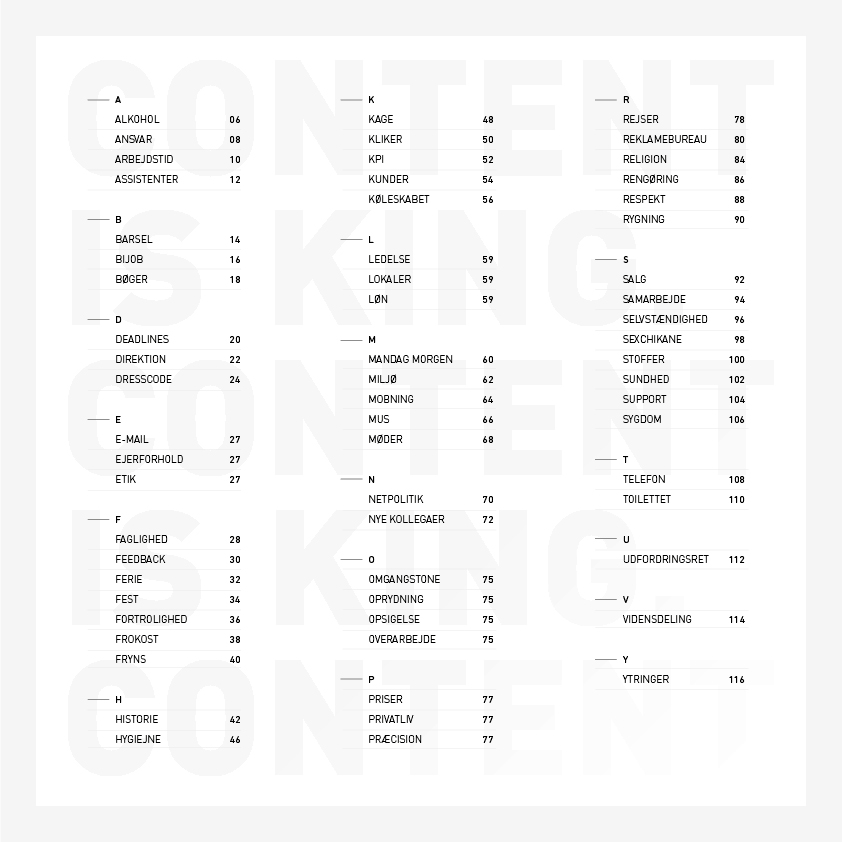 CONTENT
IS KING.
CONTENT
IS KING.
CONTENT
A
ALKOHOL 06
ANSVAR 08
ARBEJDSTID 10
ASSISTENTER 12
B
BARSEL 14
BIJOB 16
BØGER 18
D
DEADLINES 20
DIREKTION 22
DRESSCODE 24
E
E-MAIL 27
EJERFORHOLD 27
ETIK 27
F
FAGLIGHED 28
FEEDBACK 30
FERIE 32
FEST 34
FORTROLIGHED 36
FROKOST 38
FRYNS 40
H
HISTORIE 42
HYGIEJNE 46
K
KAGE 48
KLIKER 50
KPI 52
KUNDER 54
KØLESKABET 56
L
LEDELSE 59
LOKALER 59
LØN 59
M
MANDAG MORGEN 60
MILJØ 62
MOBNING 64
MUS 66
MØDER 68
N
NETPOLITIK 70
NYE KOLLEGAER 72
O
OMGANGSTONE 75
OPRYDNING 75
OPSIGELSE 75
OVERARBEJDE 75
P
PRISER 77
PRIVATLIV 77
PRÆCISION 77
R
REJSER 78
REKLAMEBUREAU 80
RELIGION 84
RENGØRING 86
RESPEKT 88
RYGNING 90
S
SALG 92
SAMARBEJDE 94
SELVSTÆNDIGHED 96
SEXCHIKANE 98
STOFFER 100
SUNDHED 102
SUPPORT 104
SYGDOM 106
T
TELEFON 108
TOILETTET 110
U
UDFORDRINGSRET 112
V
VIDENSDELING 114
Y
YTRINGER 116